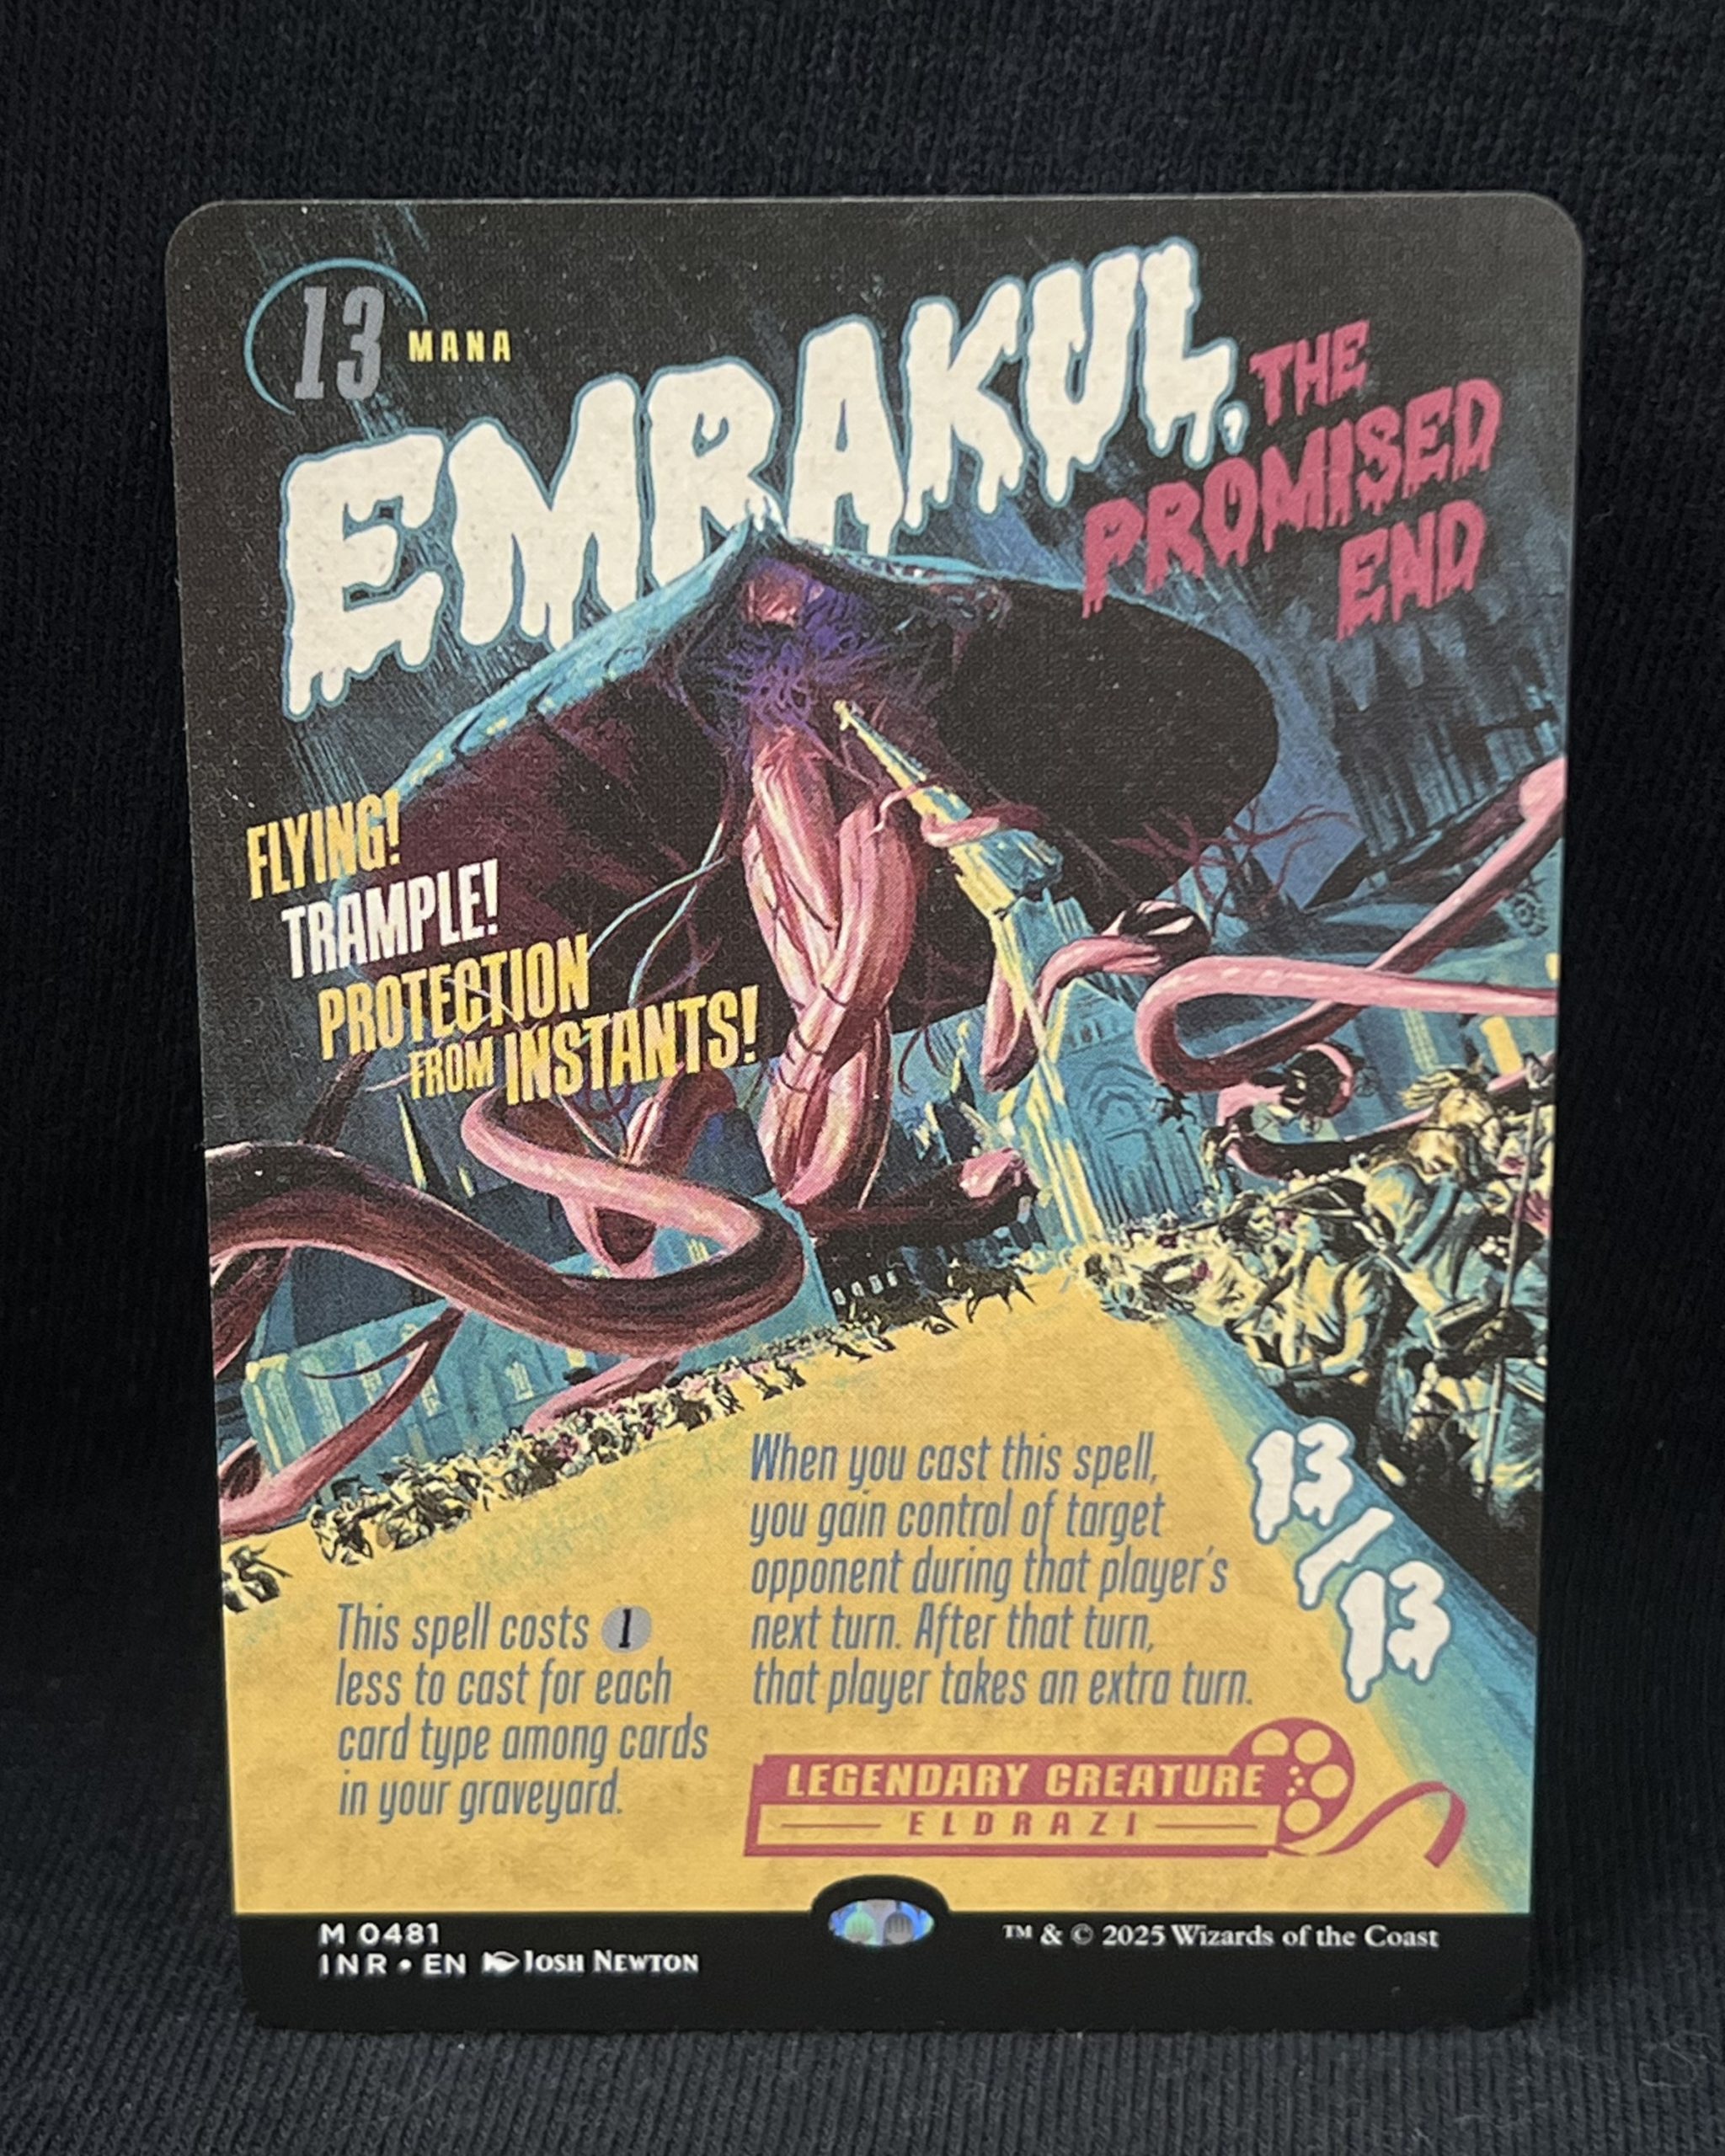 13 MANA
EMRAKUL,
THE
PROMISED
END
FLYING!
TRAMPLE!
PROTECTION
FROM INSTANTS!
This spell costs 1
less to cast for each
card type among cards
in your graveyard.
When you cast this spell,
you gain control of target
opponent during that player's
next turn. After that turn,
that player takes an extra turn.
13/13
LEGENDARY CREATURE
ELDRAZI
M 0481
INR • EN JOSH NEWTON
™ & © 2025 Wizards of the Coast